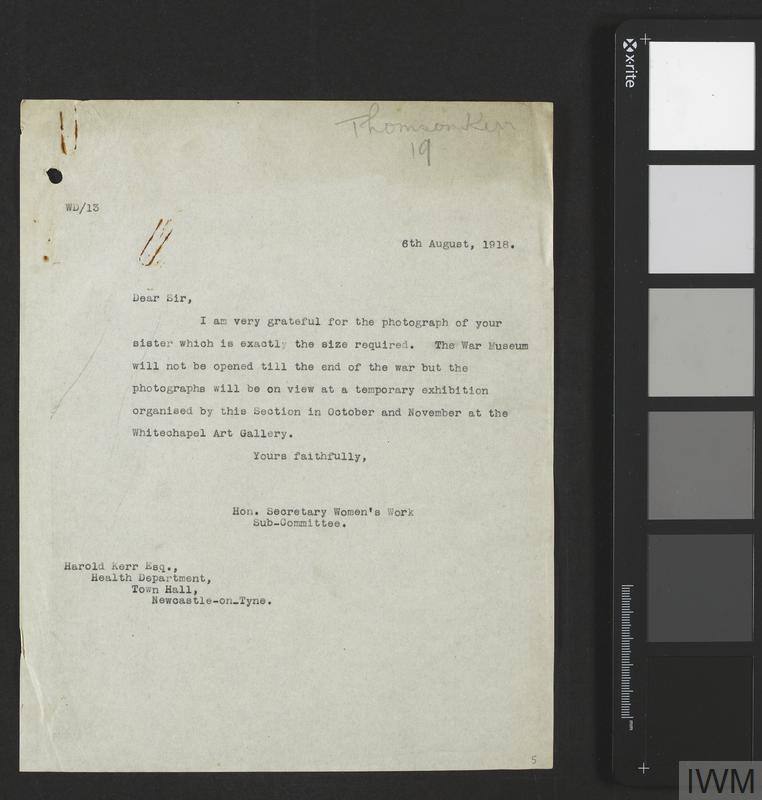 Thomson Kerr
19
WD/13
6th August, 1918.
Dear Sir,
I am very grateful for the photograph of your
sister which is exactly the size required. The War Museum
will not be opened till the end of the war but the
photographs will be on view at a temporary exhibition
organised by this Section in October and November at the
Whitechapel Art Gallery.
Yours faithfully,
Hon. Secretary Women's Work
Sub-Committee.
Harold Kerr Esq.,
Health Department,
Town Hall,
Newcastle-on-Tyne.
5
x-rite
mm
IWM